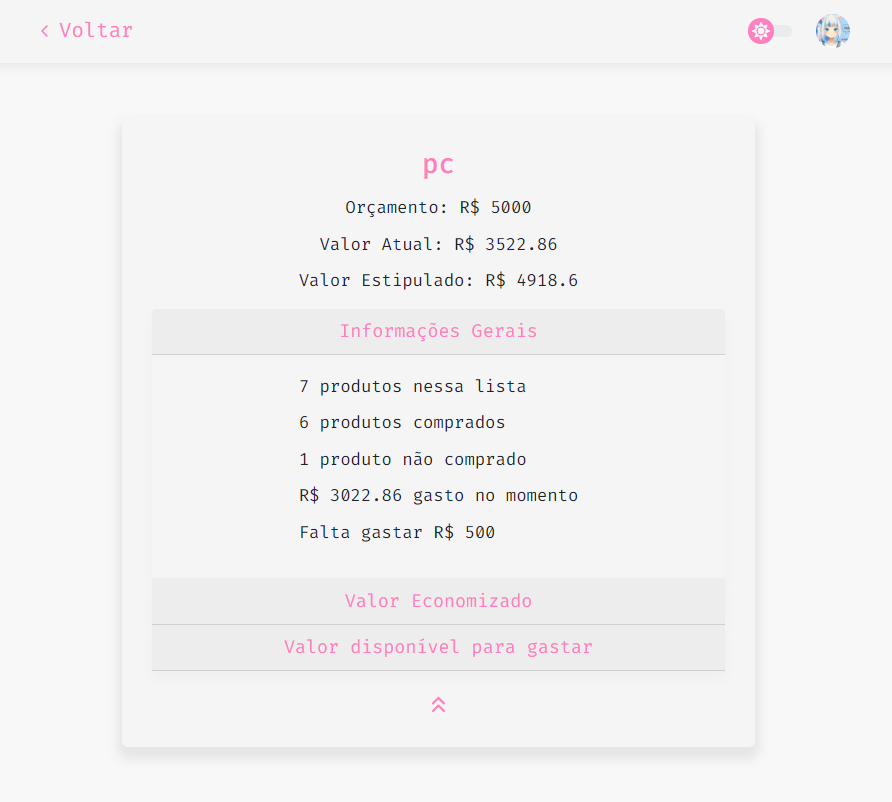 Voltar
pc
Orçamento: R$ 5000
Valor Atual: R$ 3522.86
Valor Estipulado: R$ 4918.6
Informações Gerais
7 produtos nessa lista
6 produtos comprados
1 produto não comprado
R$ 3022.86 gasto no momento
Falta gastar R$ 500
Valor Economizado
Valor disponível para gastar